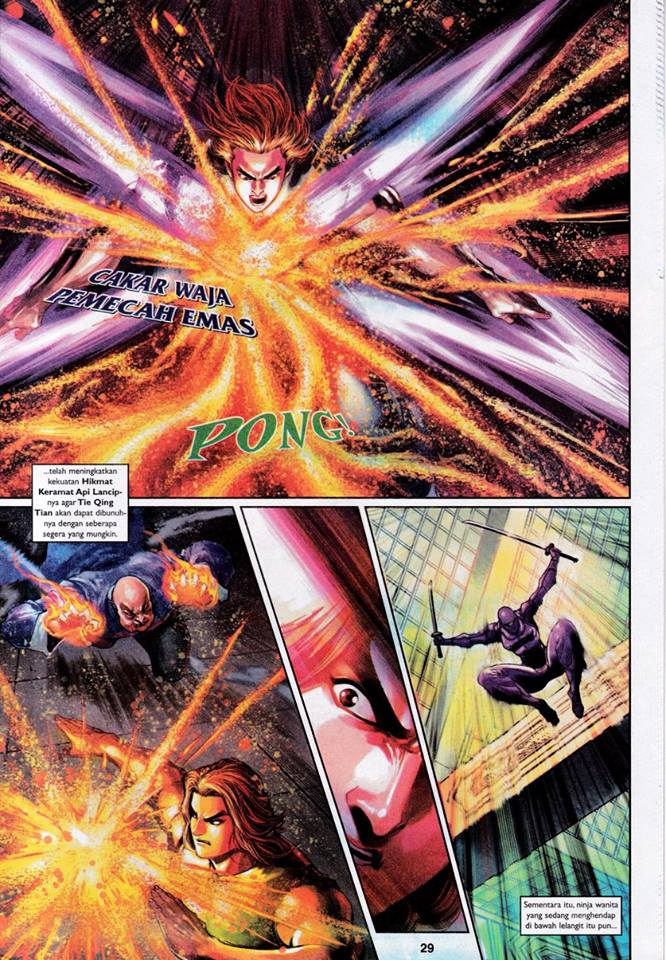 CAKAR WAJA
PEMECAH EMAS
PONG!
...telah meningkatkan
kekuatan Hikmat
Keramat Api Lancip-
nya agar Tie Qing
Tian akan dapat dibunuh-
nya dengan seberapa
segera yang mungkin.
Sementara itu, ninja wanita
yang sedang menghendap
di bawah lelangit itu pun...
29